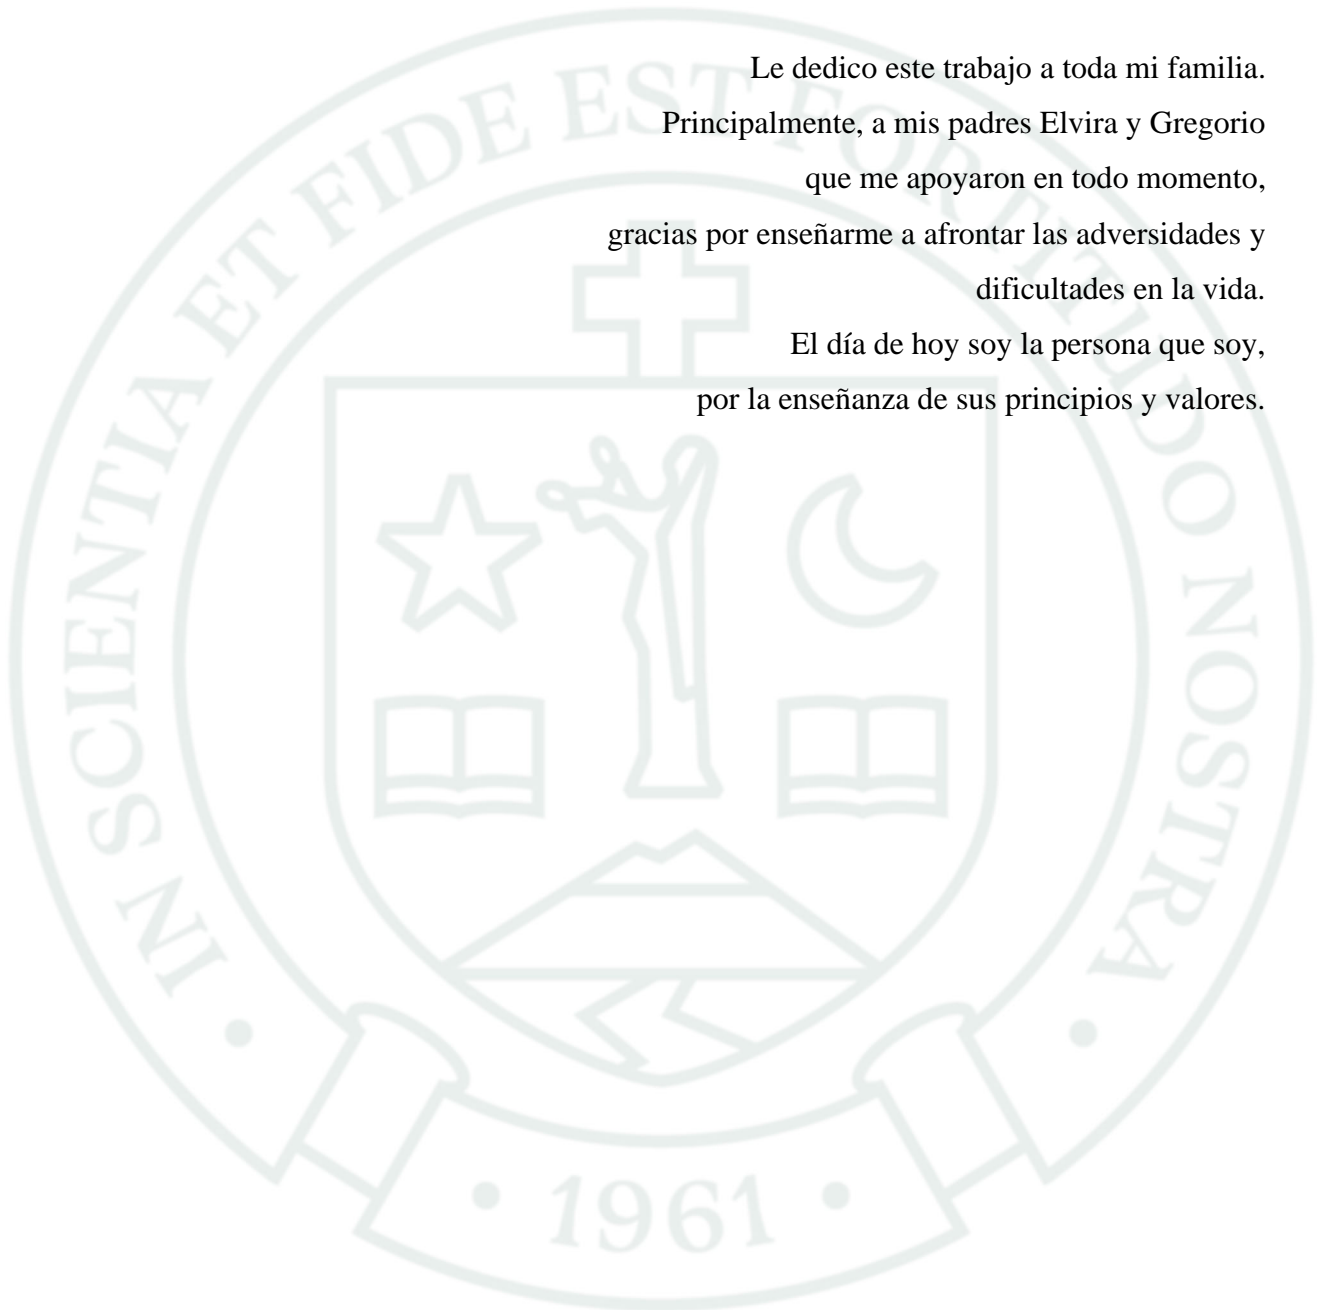 Le dedico este trabajo a toda mi familia.
Principalmente, a mis padres Elvira y Gregorio
que me apoyaron en todo momento,
gracias por enseñarme a afrontar las adversidades y
dificultades en la vida.
El día de hoy soy la persona que soy,
por la enseñanza de sus principios y valores.
• IN SCIENTIA ET FIDE EST FORTITUDO NOSTRA •
• 1961 •